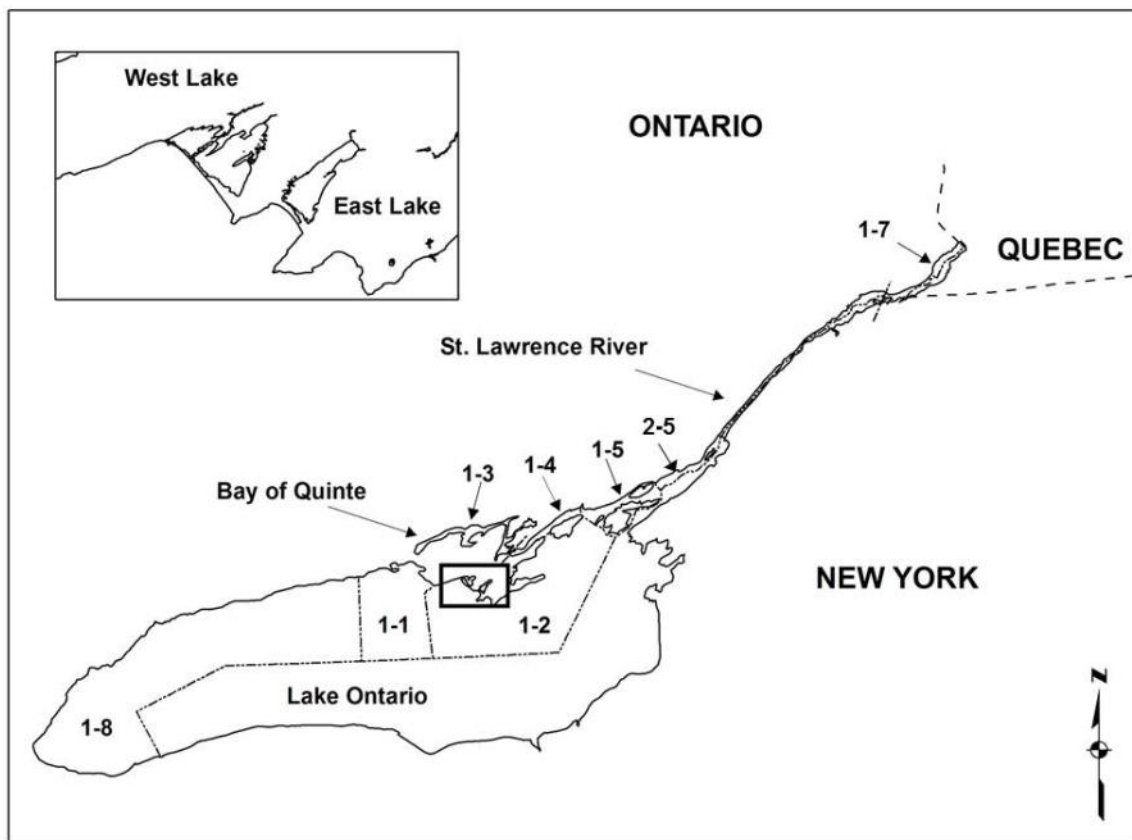 West Lake
East Lake
ONTARIO
QUEBEC
1-7
St. Lawrence River
2-5
1-5
1-4
1-3
Bay of Quinte
NEW YORK
1-1
1-2
Lake Ontario
1-8
N